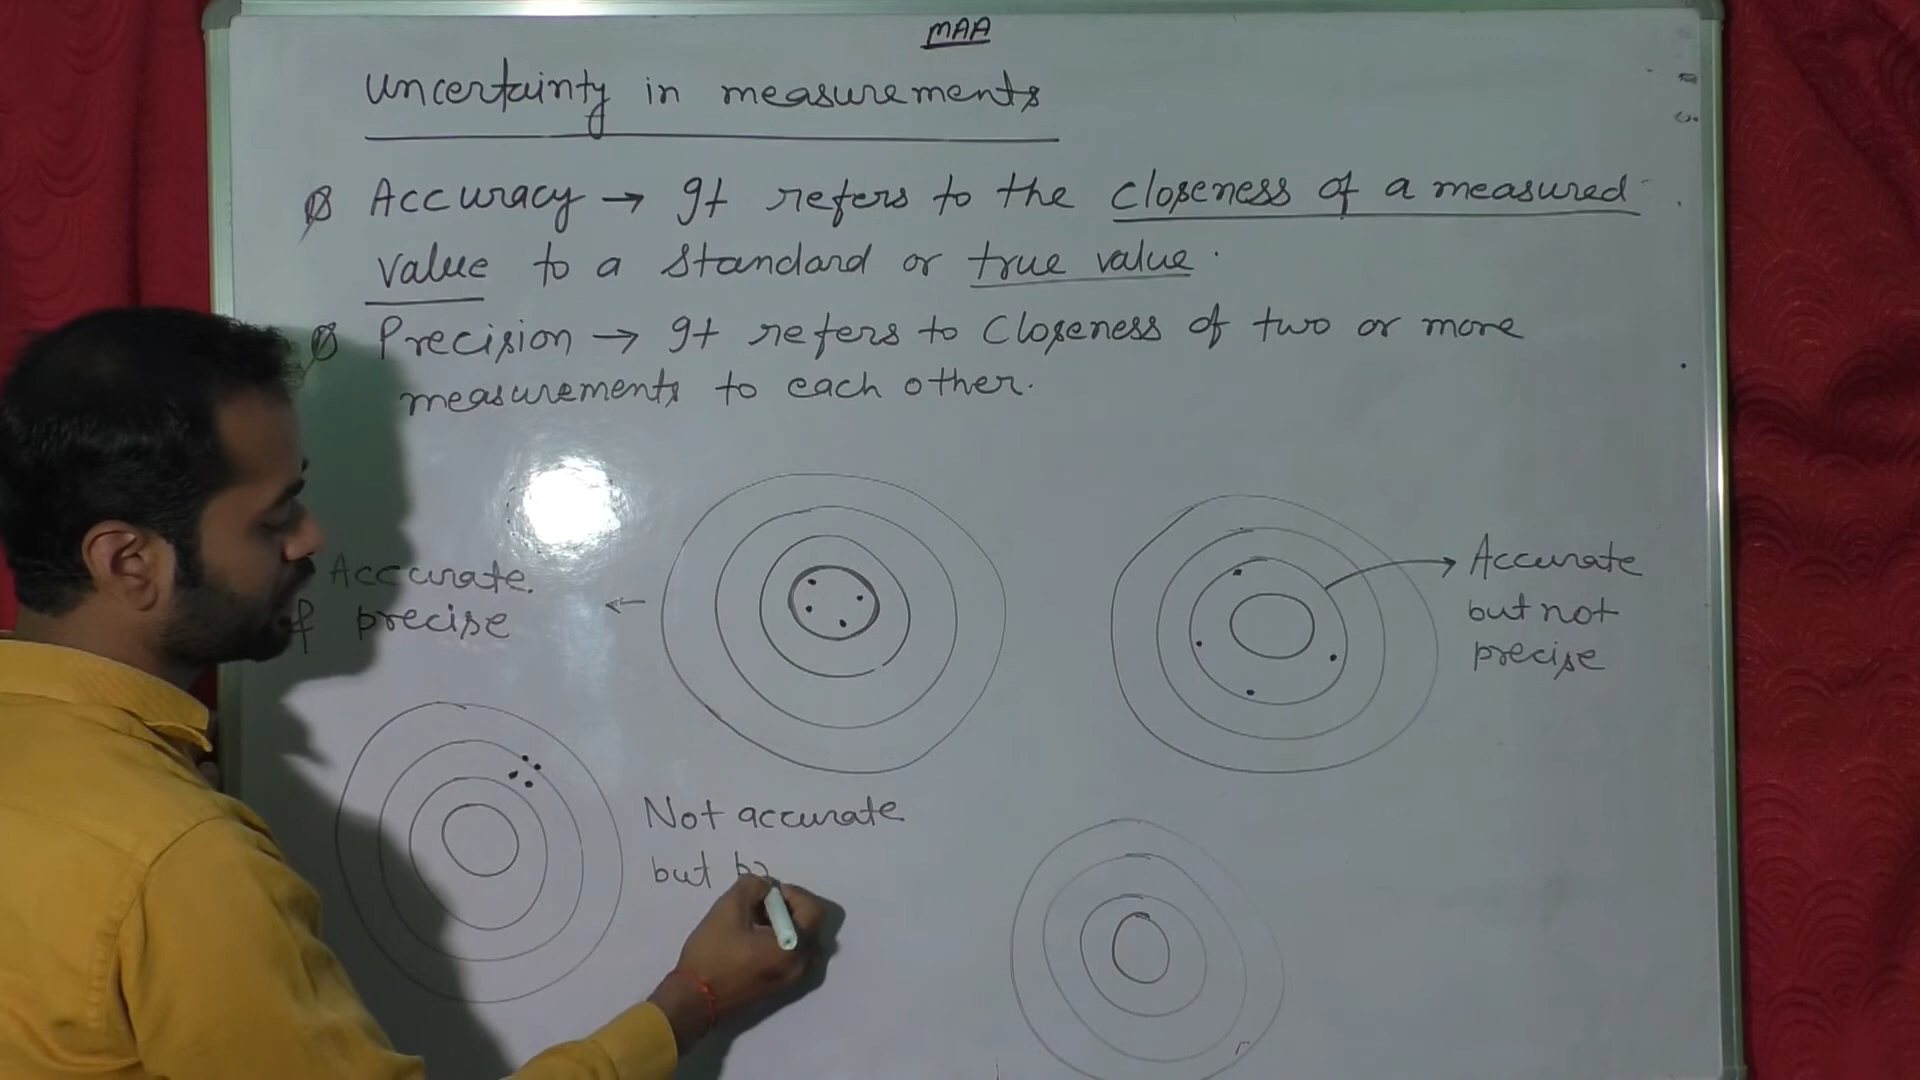 MAA
uncertainty in measurements
Accuracy → It refers to the closeness of a measured
value to a standard or true value.
Precision → It refers to closeness of two or more
measurements to each other.
Accurate.
precise
←
→ Accurate
but not
precise
Not accurate
but